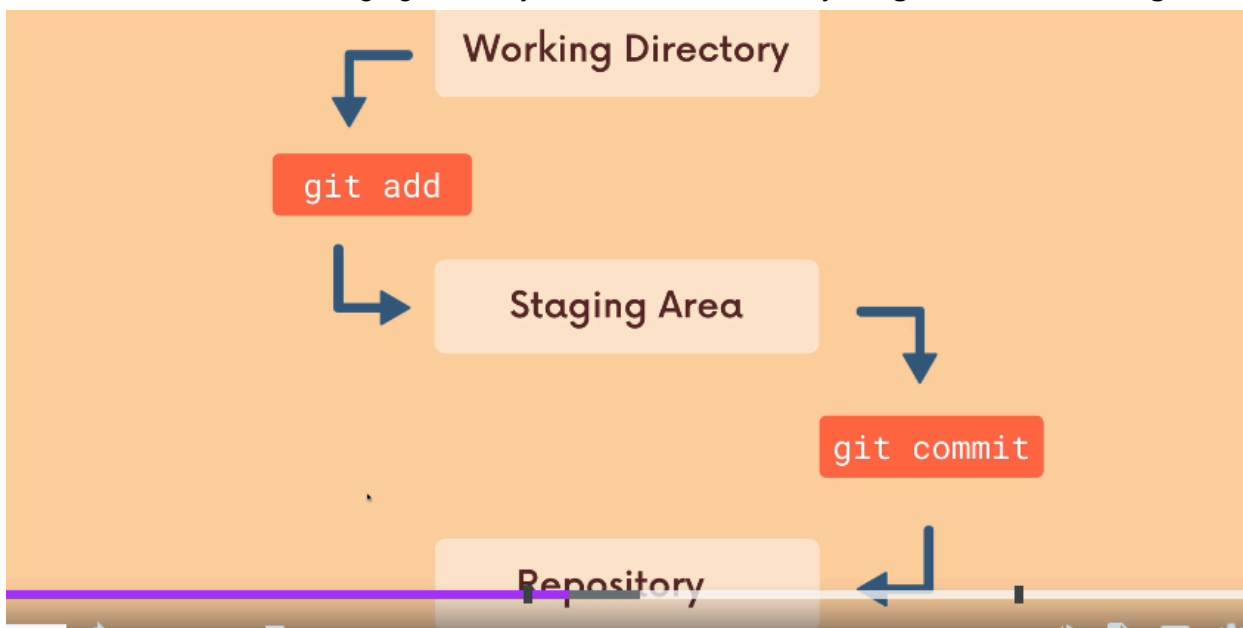 Working Directory
git add
Staging Area
git commit
Repository